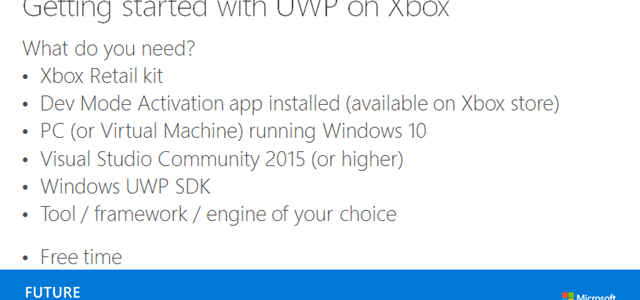 Getting started with UWP on Xbox
What do you need?
• Xbox Retail kit
• Dev Mode Activation app installed (available on Xbox store)
• PC (or Virtual Machine) running Windows 10
• Visual Studio Community 2015 (or higher)
• Windows UWP SDK
• Tool / framework / engine of your choice
• Free time
FUTURE
Microsoft